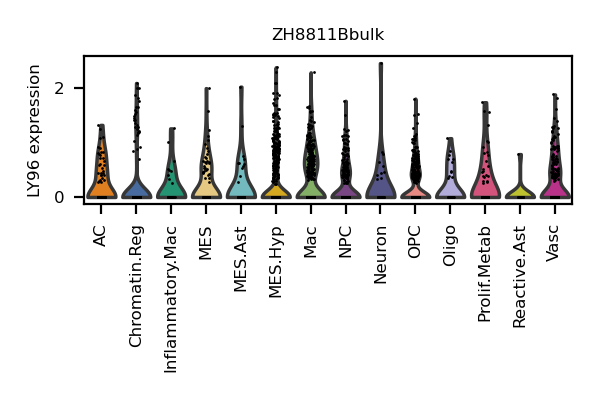 ZH8811Bbulk
LY96 expression
2
0
AC
Chromatin.Reg
Inflammatory.Mac
MES
MES.Ast
MES.Hyp
Mac
NPC
Neuron
OPC
Oligo
Prolif.Metab
Reactive.Ast
Vasc